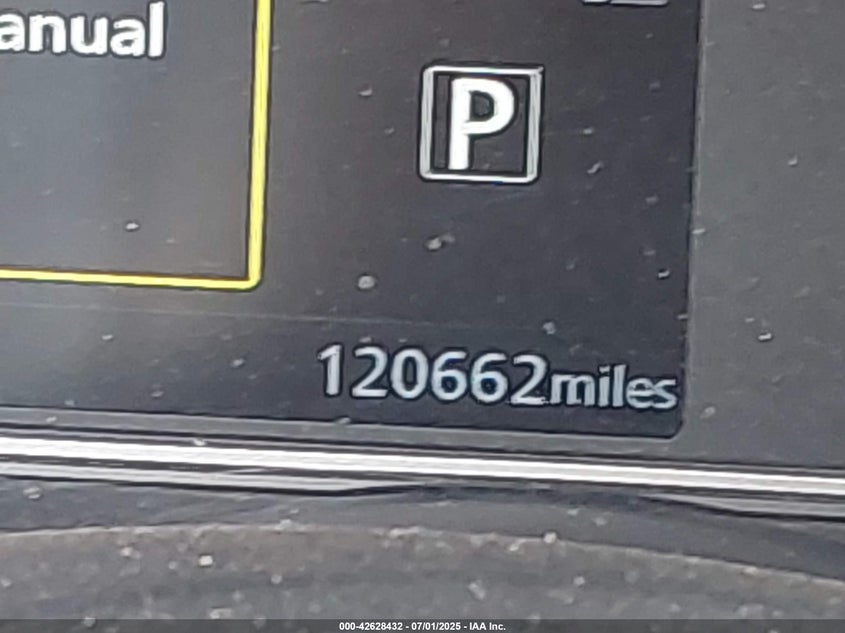 anual
P
120662miles
000-42628432 - 07/01/2025 - IAA Inc.